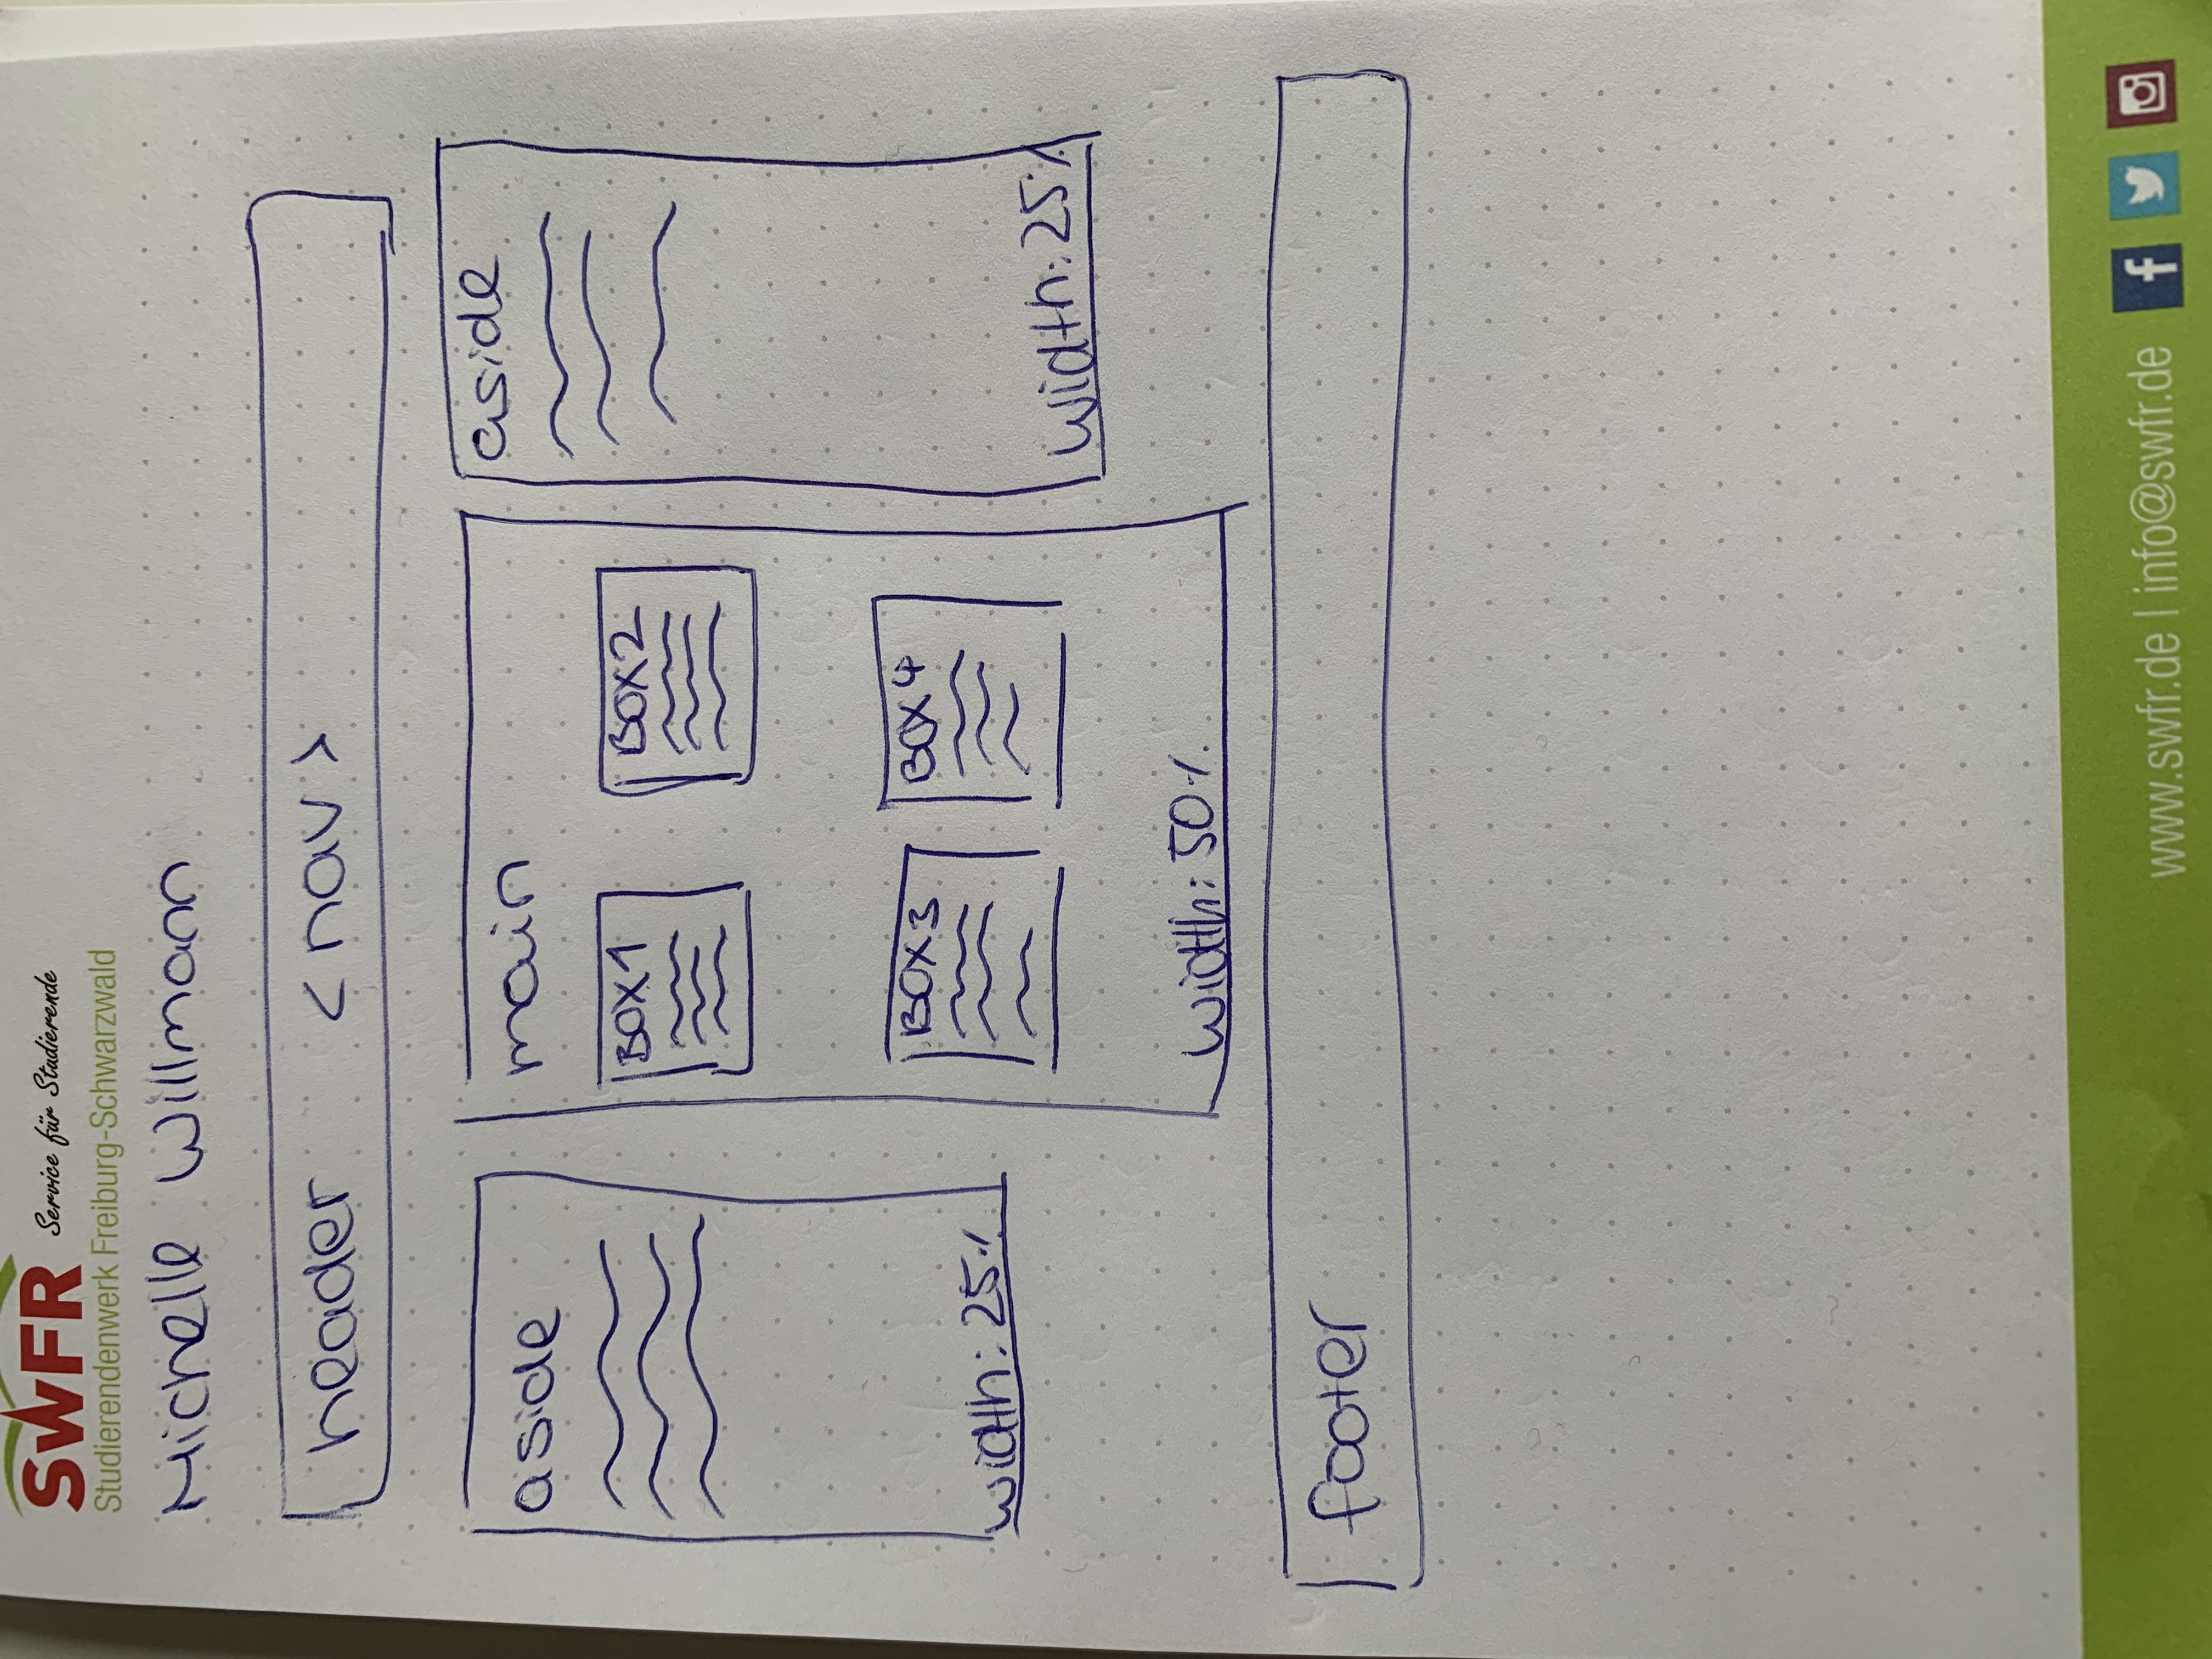 SWFR Service für Studierende
Studierendenwerk Freiburg-Schwarzwald
Michelle Willmann
header <nav>
aside
width: 25%
main
BOX1
BOX2
BOX3
BOX4
width: 50%
aside
width: 25%
footer
www.swfr.de | info@swfr.de